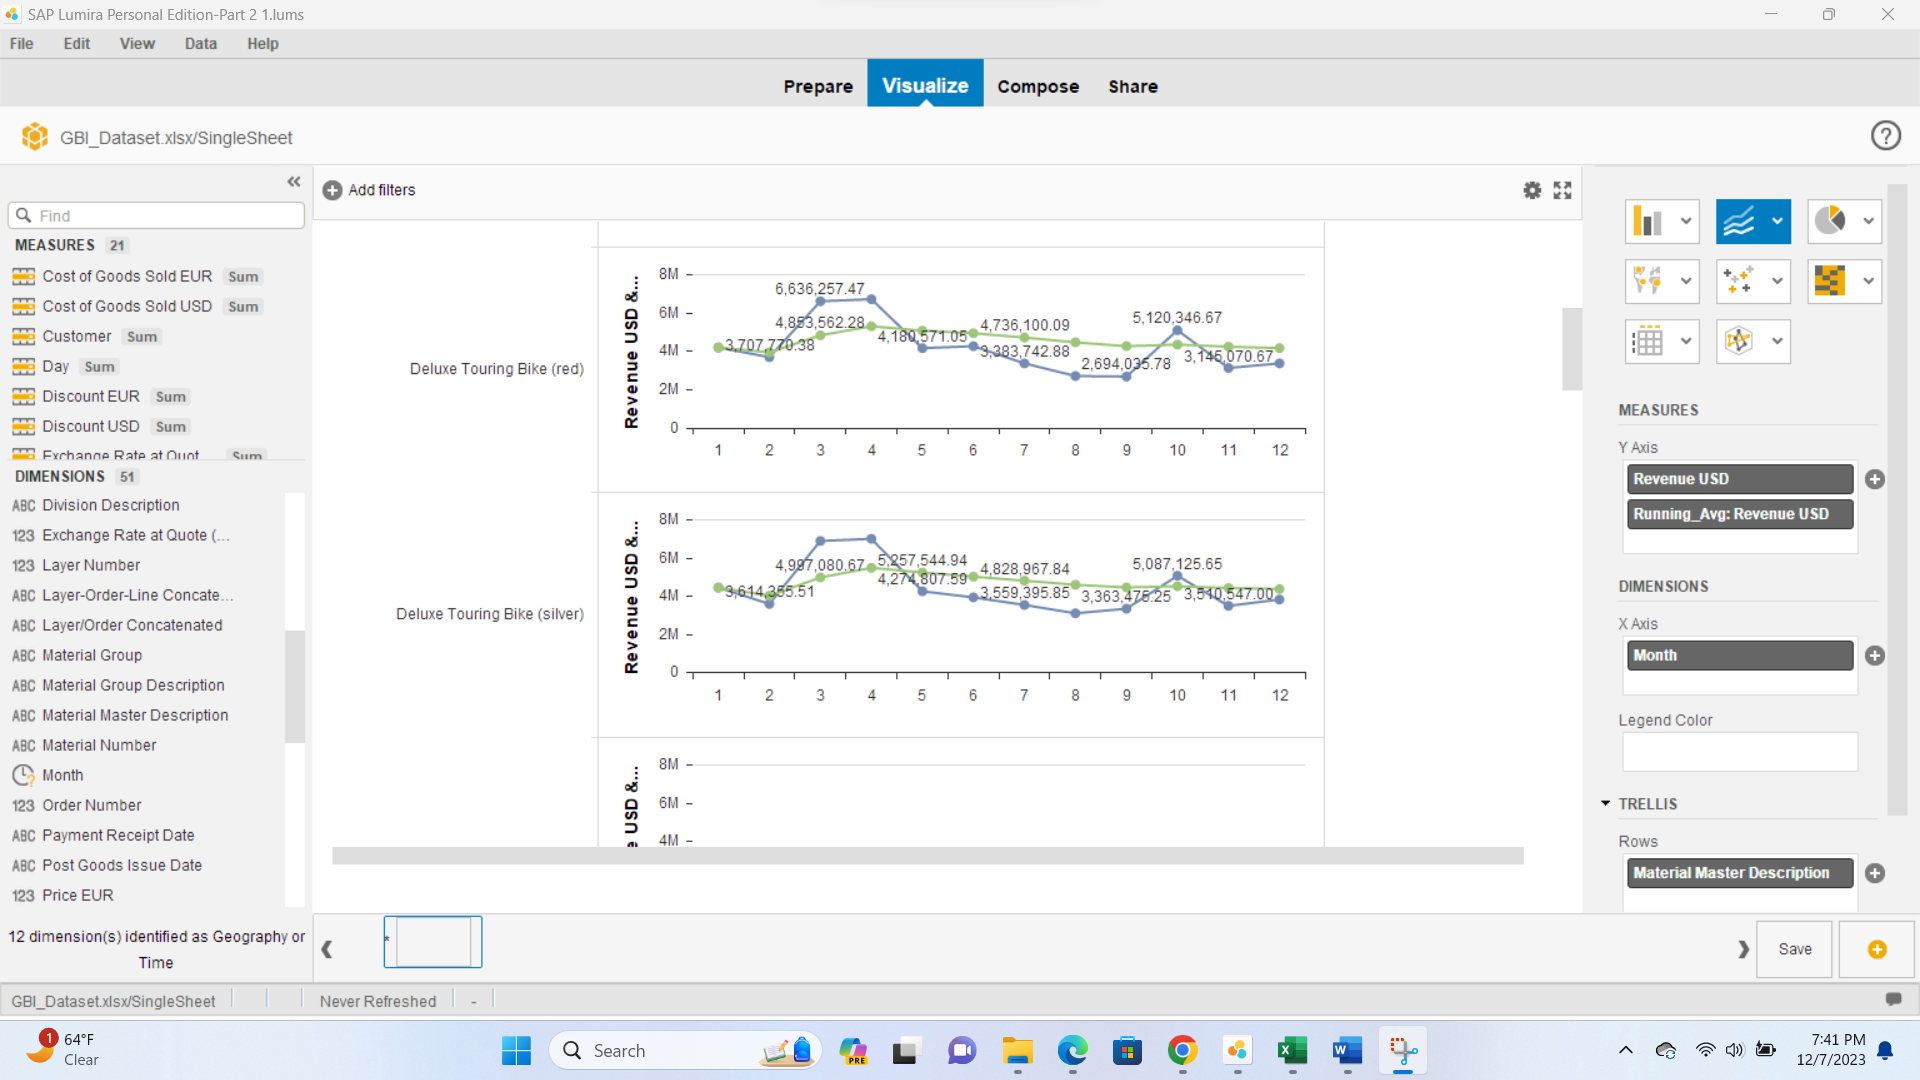 SAP Lumira Personal Edition-Part 2 1.lums
File Edit View Data Help
Prepare Visualize Compose Share
GBI_Dataset.xlsx/SingleSheet
Find
MEASURES 21
Cost of Goods Sold EUR Sum
Cost of Goods Sold USD Sum
Customer Sum
Day Sum
Discount EUR Sum
Discount USD Sum
Exchange Rate at Quot Sum
DIMENSIONS 51
ABC Division Description
123 Exchange Rate at Quote (...
123 Layer Number
ABC Layer-Order-Line Concate...
ABC Layer/Order Concatenated
ABC Material Group
ABC Material Group Description
ABC Material Master Description
ABC Material Number
Month
123 Order Number
ABC Payment Receipt Date
ABC Post Goods Issue Date
123 Price EUR
12 dimension(s) identified as Geography or
Time
Add filters
Deluxe Touring Bike (red)
Revenue USD &...
8M
6M
4M
2M
0
6,636,257.47
4,853,562.28
3,707,770.38
4,180,571.05
4,736,100.09
3,383,742.88
2,694,035.78
5,120,346.67
3,145,070.67
1 2 3 4 5 6 7 8 9 10 11 12
Deluxe Touring Bike (silver)
Revenue USD &...
8M
6M
4M
2M
0
4,997,080.67
3,614,355.51
5,257,544.94
4,274,807.59
4,828,967.84
3,559,395.85
3,363,475.25
5,087,125.65
3,510,547.00
1 2 3 4 5 6 7 8 9 10 11 12
USD &...
8M
6M
4M
MEASURES
Y Axis
Revenue USD
Running_Avg: Revenue USD
DIMENSIONS
X Axis
Month
Legend Color
TRELLIS
Rows
Material Master Description
*
Save
GBI_Dataset.xlsx/SingleSheet Never Refreshed -
1
64°F
Clear
Search
PRE
7:41 PM
12/7/2023